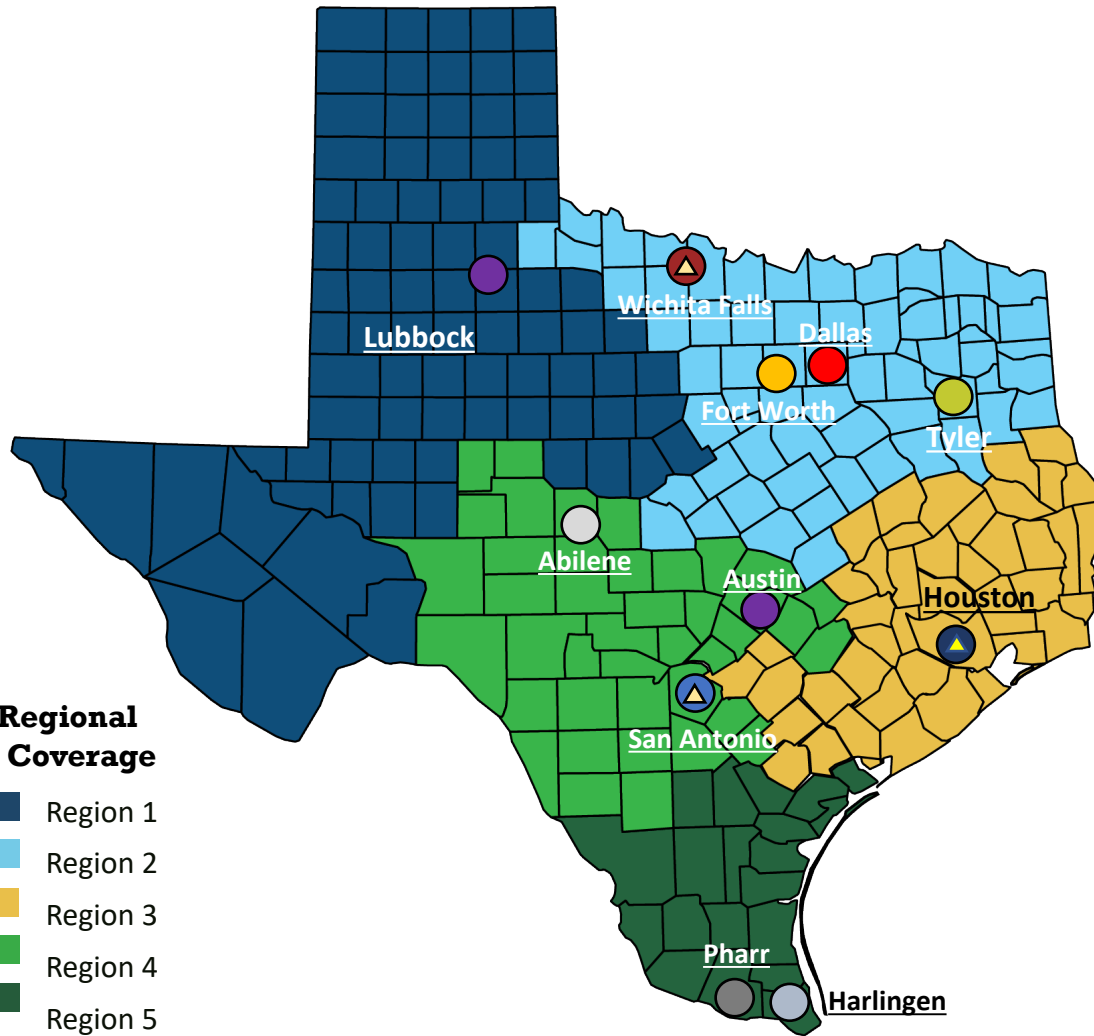 Wichita Falls
Dallas
Lubbock
Fort Worth
Tyler
Abilene
Austin
Houston
San Antonio
Regional
Coverage
Region 1
Region 2
Region 3
Region 4
Region 5
Pharr
Harlingen